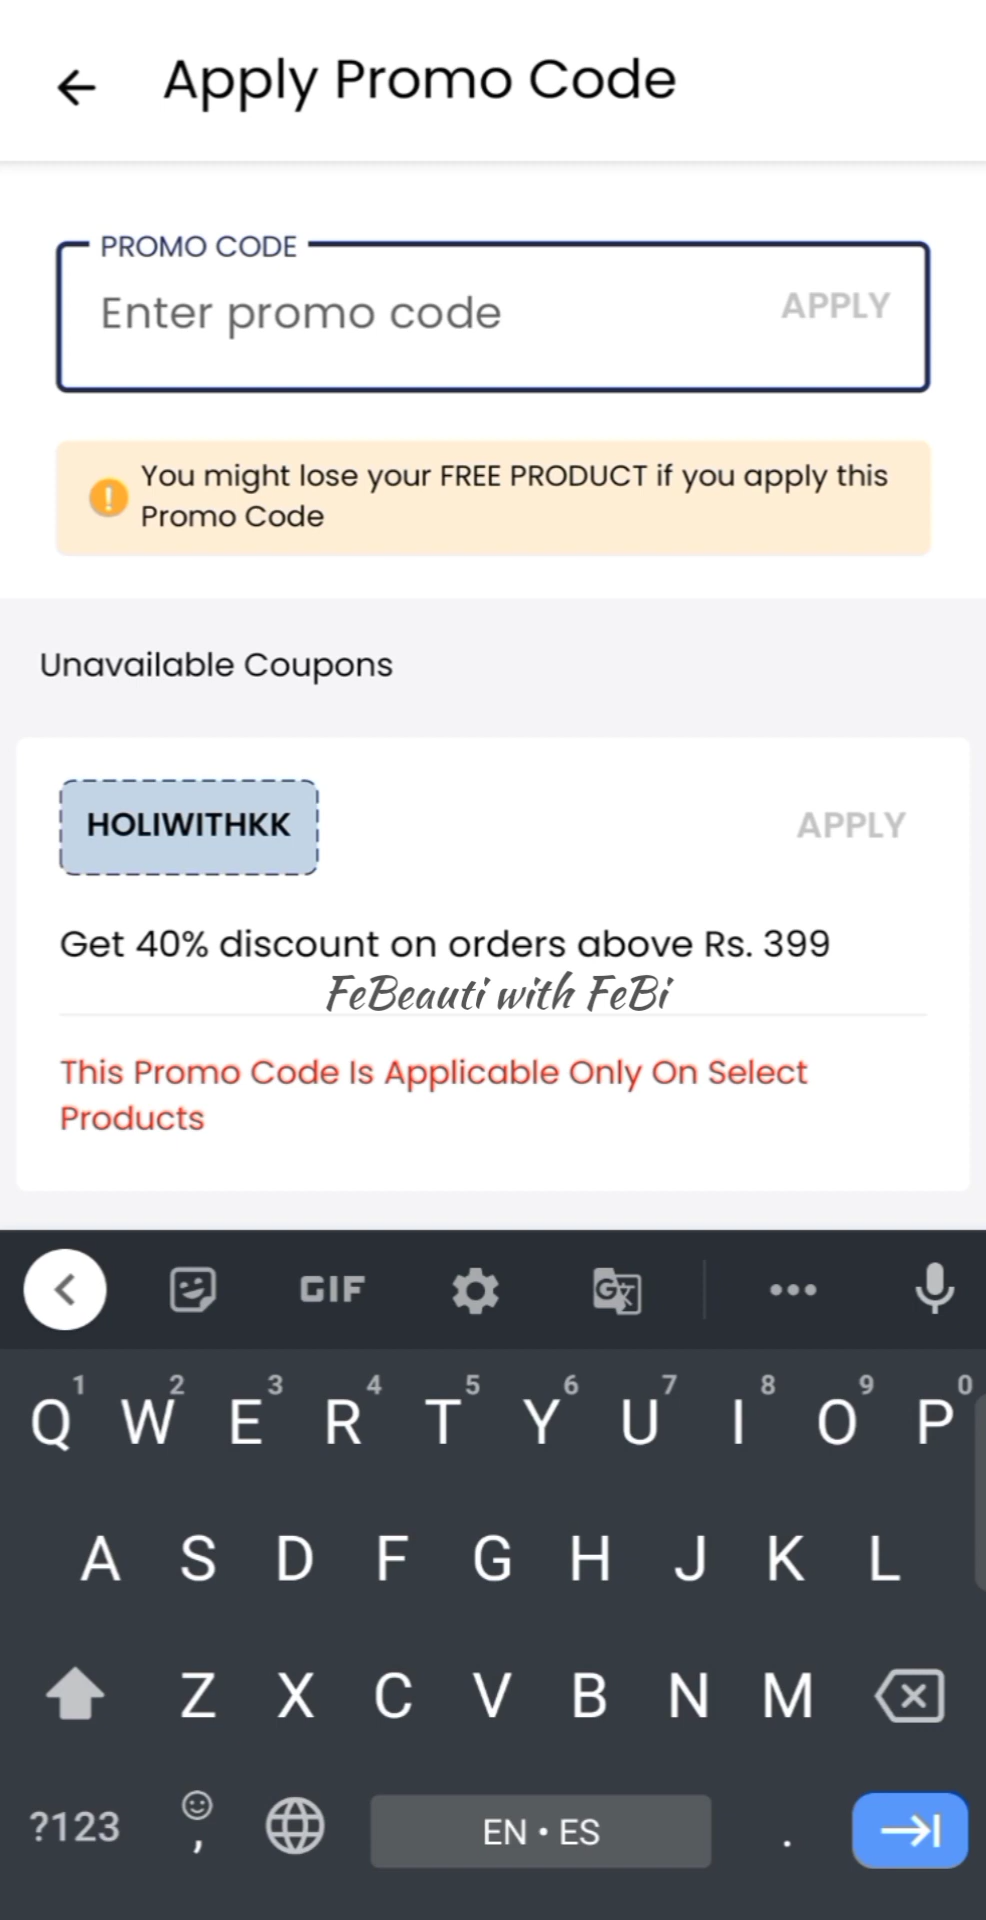 Apply Promo Code
PROMO CODE
Enter promo code
APPLY
You might lose your FREE PRODUCT if you apply this
Promo Code
Unavailable Coupons
HOLIWITHKK
APPLY
Get 40% discount on orders above Rs. 399
FeBeauti with FeBi
This Promo Code Is Applicable Only On Select
Products
GIF
G
1 2 3 4 5 6 7 8 9 0
Q W E R T Y U I O P
A S D F G H J K L
Z X C V B N M
?123 , EN • ES .